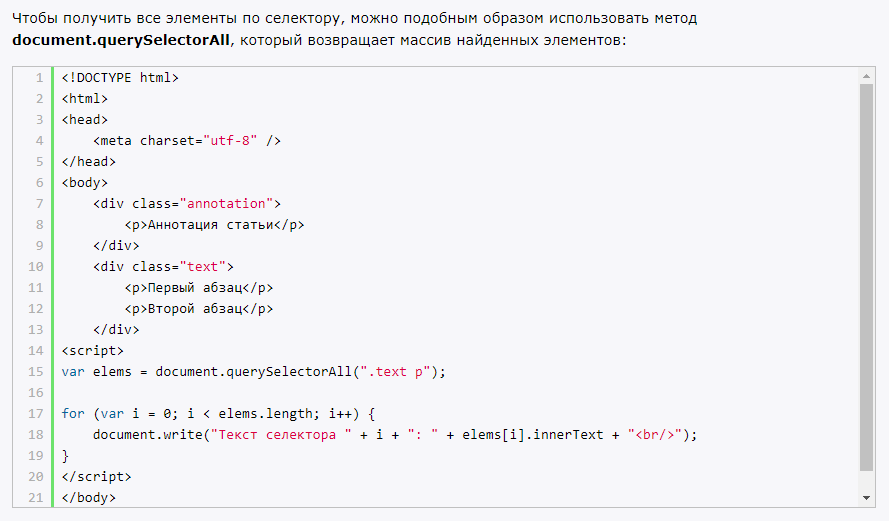 Чтобы получить все элементы по селектору, можно подобным образом использовать метод
document.querySelectorAll, который возвращает массив найденных элементов:
1 <!DOCTYPE html>
2 <html>
3 <head>
4     <meta charset="utf-8" />
5 </head>
6 <body>
7     <div class="annotation">
8         <p>Аннотация статьи</p>
9     </div>
10     <div class="text">
11         <p>Первый абзац</p>
12         <p>Второй абзац</p>
13     </div>
14 <script>
15 var elems = document.querySelectorAll(".text p");
16
17 for (var i = 0; i < elems.length; i++) {
18     document.write("Текст селектора " + i + ": " + elems[i].innerText + "<br/>");
19 }
20 </script>
21 </body>